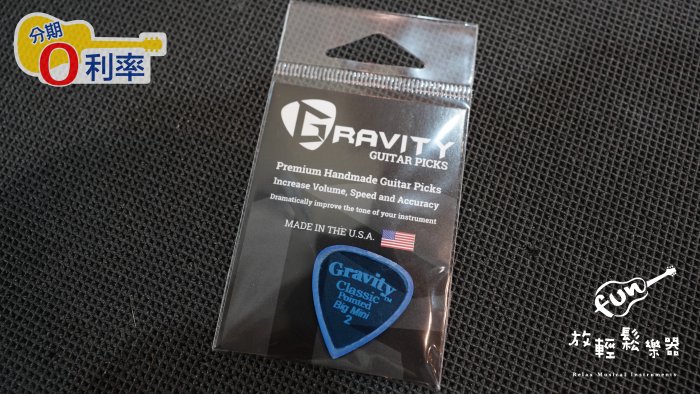 分期
0利率
GRAVITY
GUITAR PICKS
Premium Handmade Guitar Picks
Increase Volume, Speed and Accuracy
Dramatically improve the tone of your instrument
MADE IN THE U.S.A.
Gravity™
Classic
Pointed
Big Mini
2
fun
放輕鬆樂器
Relax Musical Instruments